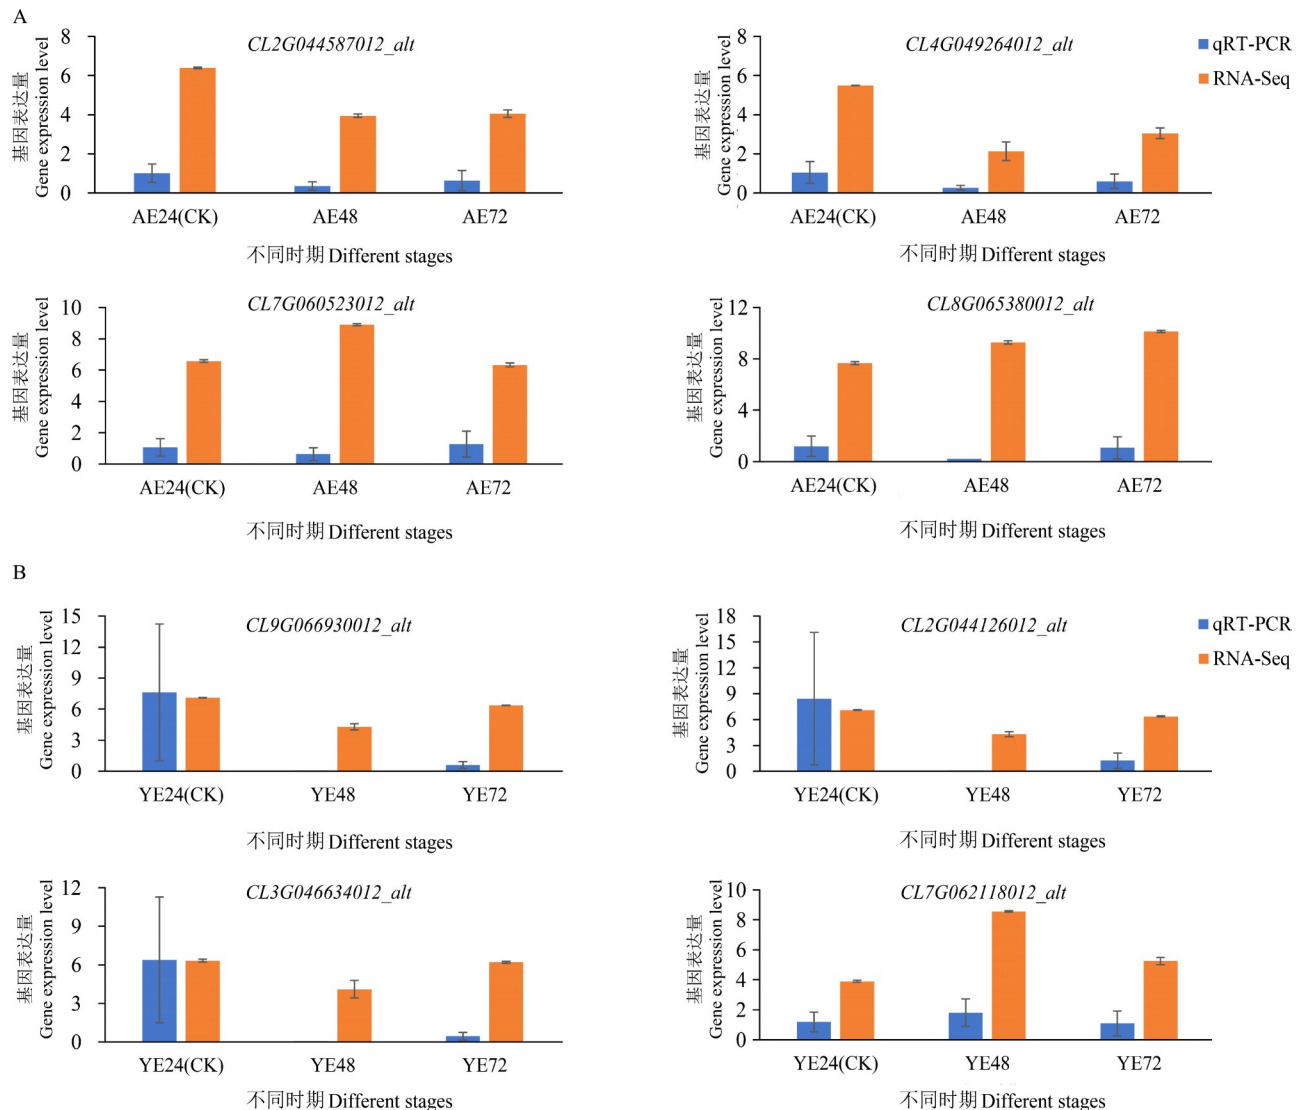 A
CL2G044587012_alt
基因表达量
Gene expression level
8
6
4
2
0
AE24(CK) AE48 AE72
不同时期 Different stages
CL4G049264012_alt
基因表达量
Gene expression level
8
6
4
2
0
AE24(CK) AE48 AE72
不同时期 Different stages
qRT-PCR
RNA-Seq
CL7G060523012_alt
基因表达量
Gene expression level
10
8
6
4
2
0
AE24(CK) AE48 AE72
不同时期 Different stages
CL8G065380012_alt
基因表达量
Gene expression level
12
8
4
0
AE24(CK) AE48 AE72
不同时期 Different stages
B
CL9G066930012_alt
基因表达量
Gene expression level
15
12
9
6
3
0
YE24(CK) YE48 YE72
不同时期 Different stages
CL2G044126012_alt
基因表达量
Gene expression level
18
15
18
9
6
3
0
YE24(CK) YE48 YE72
不同时期 Different stages
qRT-PCR
RNA-Seq
CL3G046634012_alt
基因表达量
Gene expression level
12
9
6
3
0
YE24(CK) YE48 YE72
不同时期 Different stages
CL7G062118012_alt
基因表达量
Gene expression level
10
8
6
4
2
0
YE24(CK) YE48 YE72
不同时期 Different stages